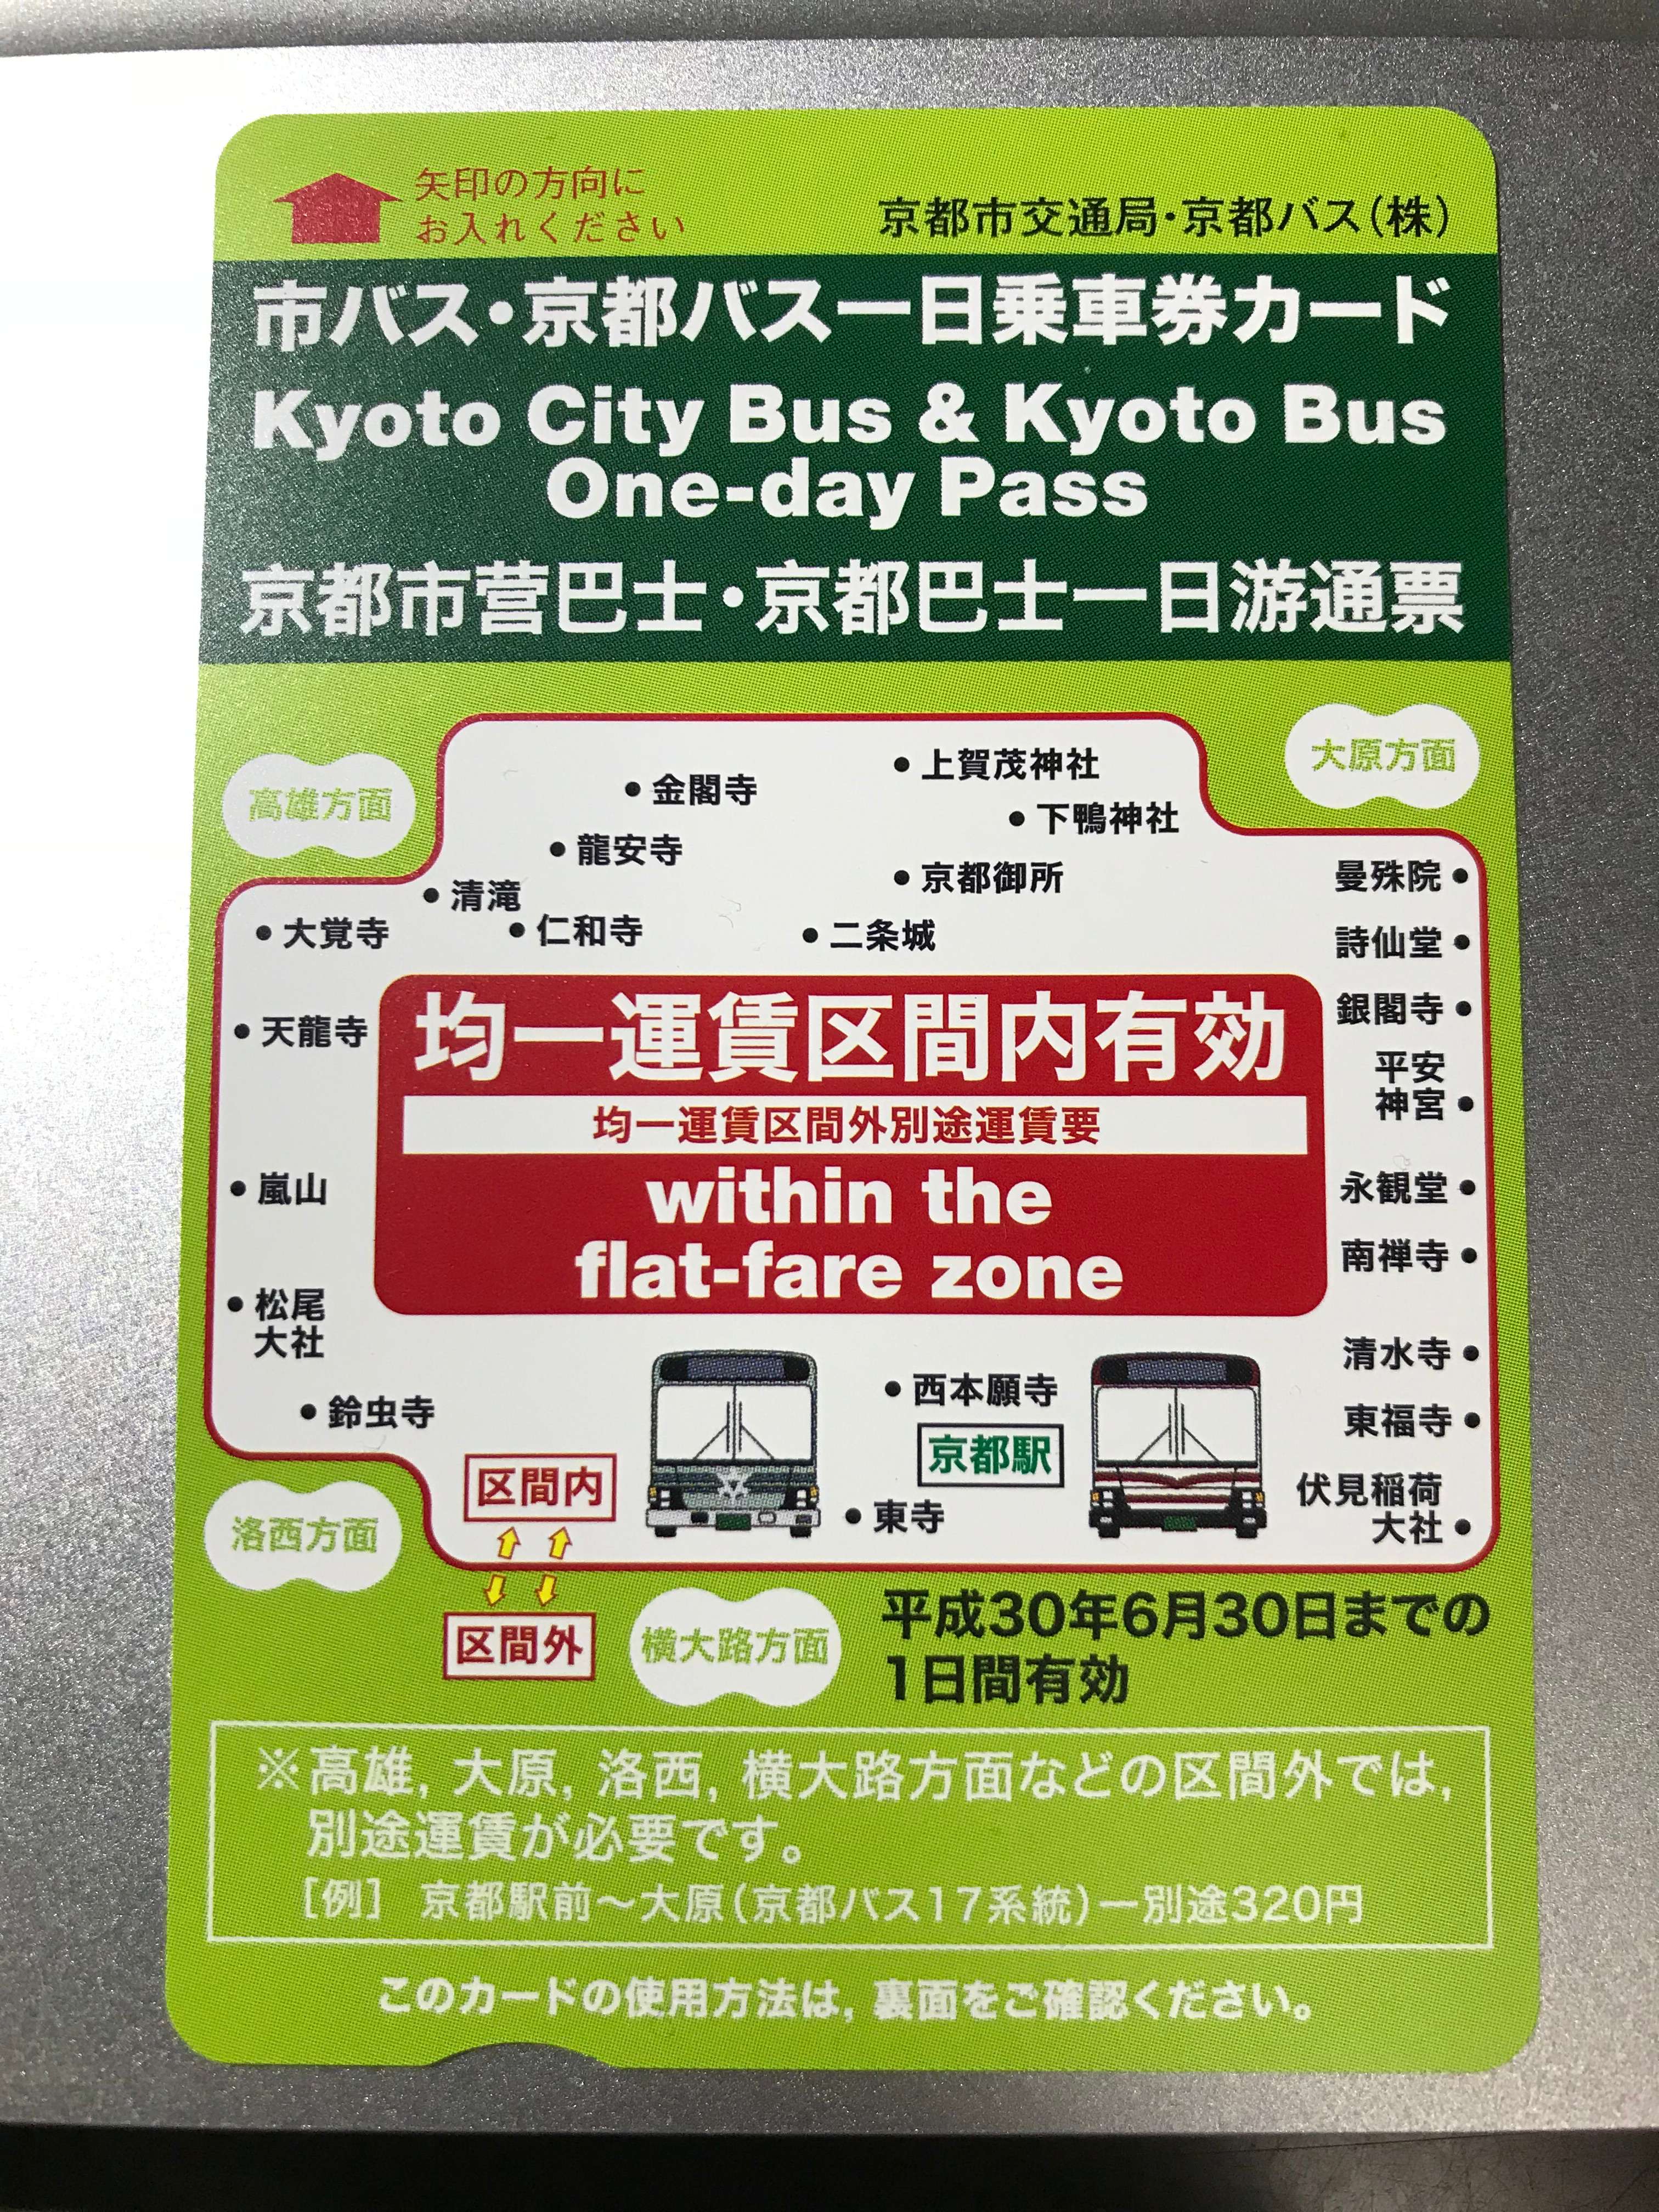 矢印の方向に
お入れください
京都市交通局・京都バス(株)
市バス・京都バス一日乗車券カード
Kyoto City Bus & Kyoto Bus
One-day Pass
京都市营巴士・京都巴士一日游通票
大原方面
高雄方面
上賀茂神社
金閣寺
下鴨神社
龍安寺
京都御所
曼殊院
清滝
大覚寺
仁和寺
二条城
詩仙堂
銀閣寺
天龍寺
均一運賃区間内有効
平安
神宮
均一運賃区間外別途運賃要
嵐山
within the
flat-fare zone
永観堂
南禅寺
松尾
大社
清水寺
西本願寺
鈴虫寺
東福寺
京都駅
区間内
伏見稲荷
大社
東寺
洛西方面
区間外
横大路方面
平成30年6月30日までの
1日間有効
※高雄, 大原, 洛西, 横大路方面などの区間外では,
別途運賃が必要です。
[例] 京都駅前〜大原(京都バス17系統)ー別途320円
このカードの使用方法は, 裏面をご確認ください。